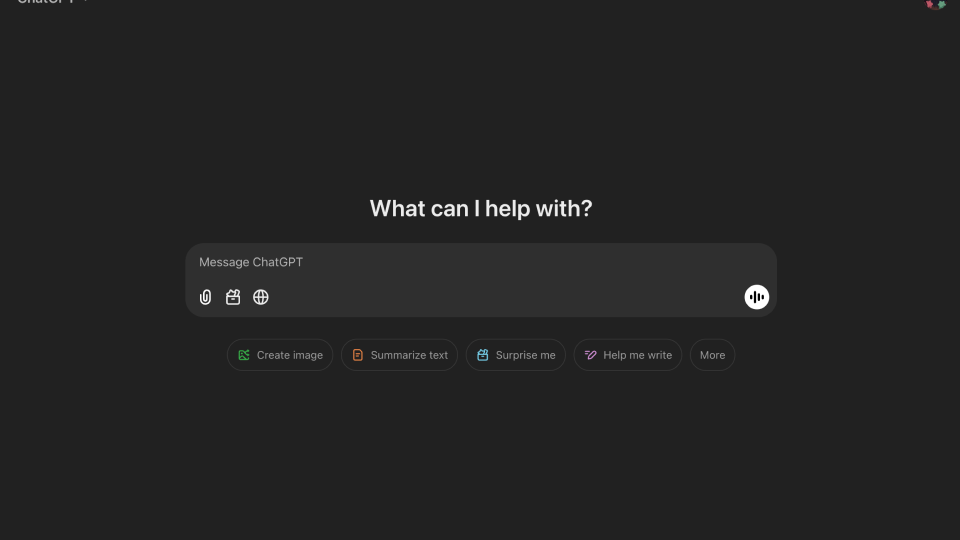 ChatGPT
What can I help with?
Message ChatGPT
Create image
Summarize text
Surprise me
Help me write
More